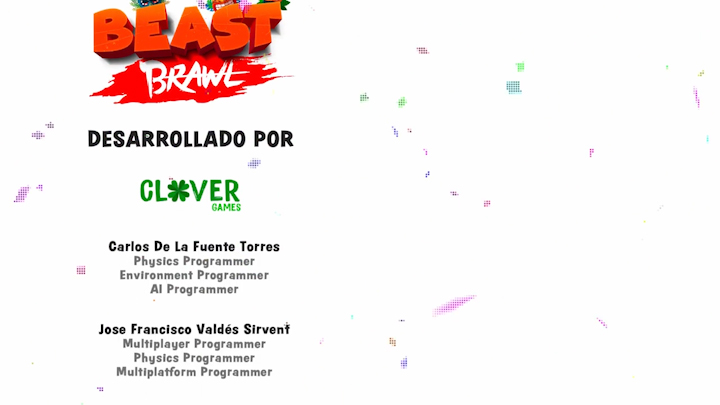 BEAST
BRAWL
DESARROLLADO POR
CLOVER
GAMES
Carlos De La Fuente Torres
Physics Programmer
Environment Programmer
AI Programmer
Jose Francisco Valdés Sirvent
Multiplayer Programmer
Physics Programmer
Multiplatform Programmer